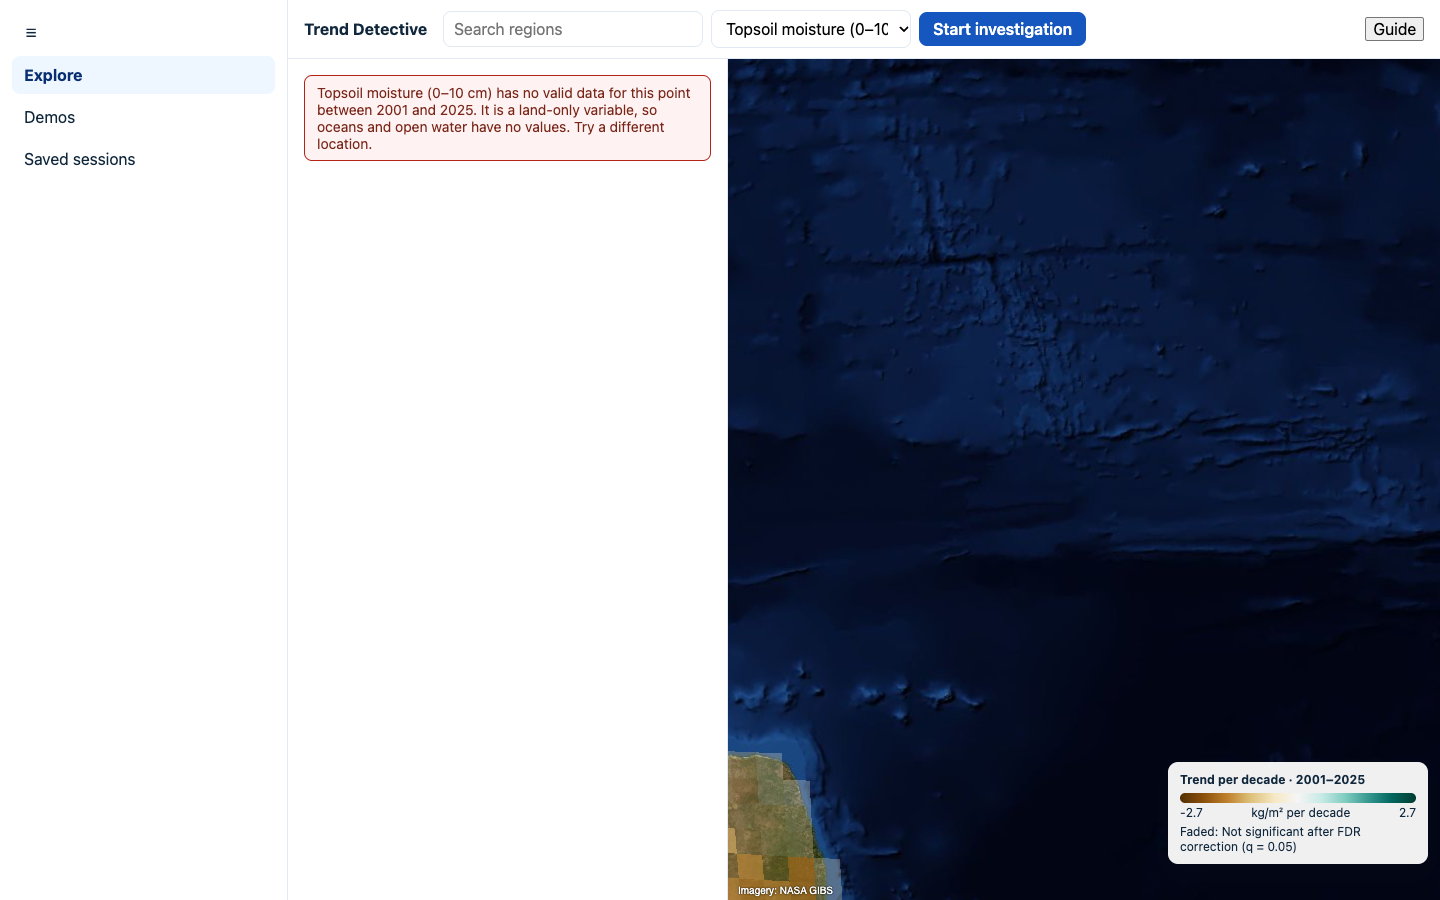 ≡
Explore
Demos
Saved sessions
Trend Detective
Search regions
Topsoil moisture (0–10
Start investigation
Guide
Topsoil moisture (0–10 cm) has no valid data for this point
between 2001 and 2025. It is a land-only variable, so
oceans and open water have no values. Try a different
location.
Trend per decade · 2001–2025
-2.7 kg/m² per decade 2.7
Faded: Not significant after FDR
correction (q = 0.05)
Imagery: NASA GIBS